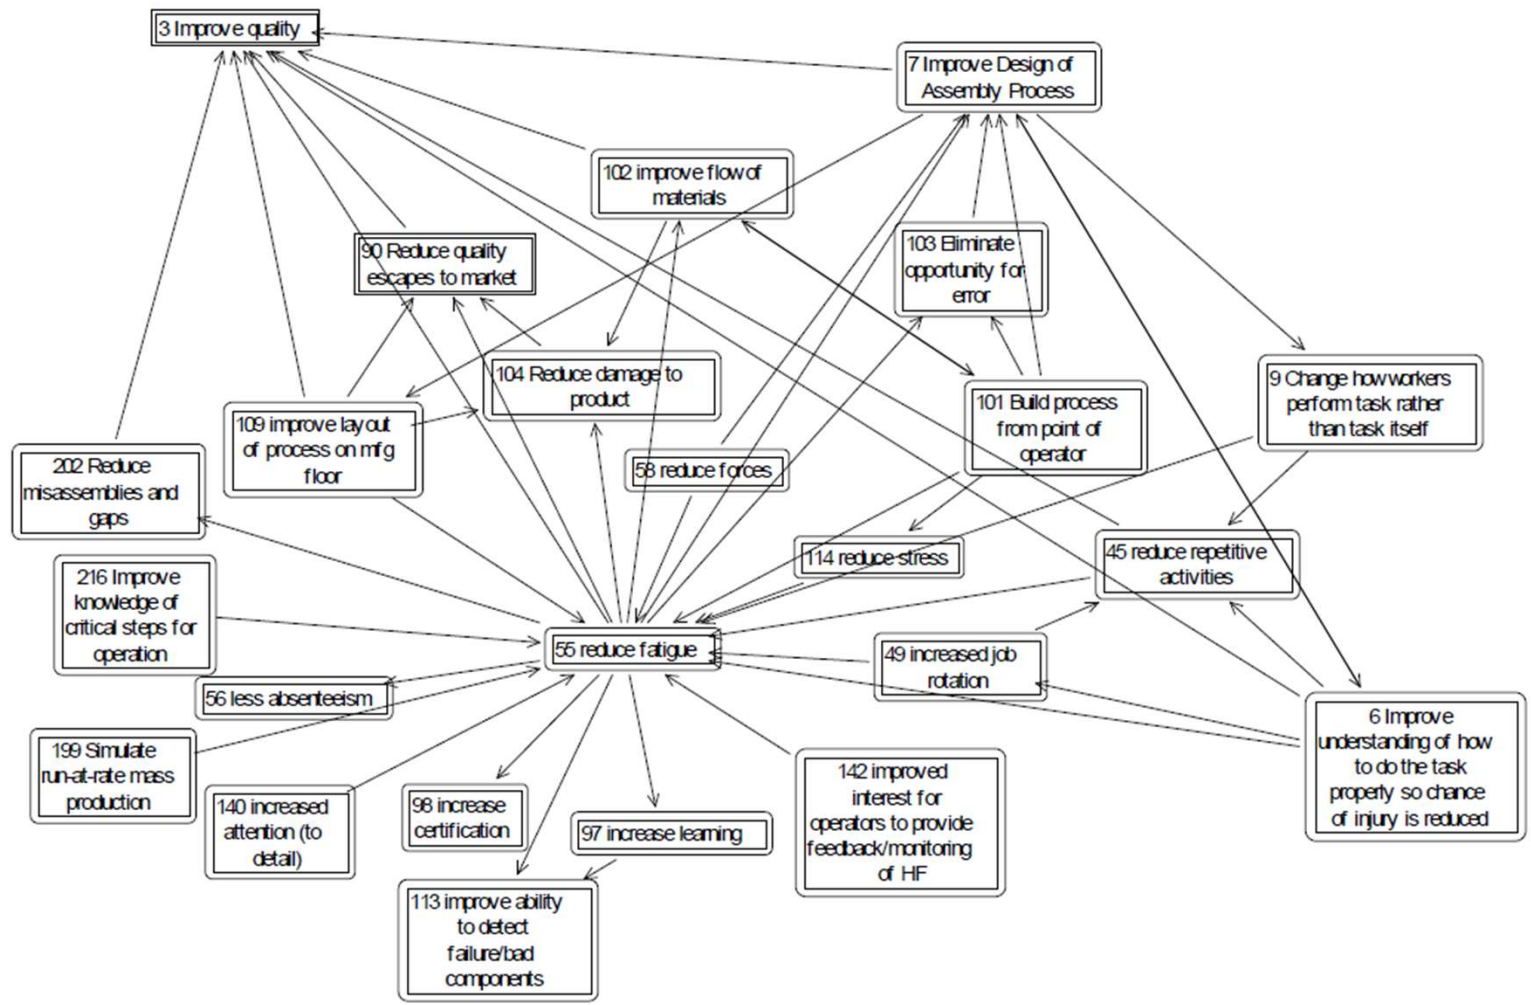 3 Improve quality
7 Improve Design of
Assembly Process
102 improve flow of
materials
90 Reduce quality
escapes to market
103 Eliminate
opportunity for
error
104 Reduce damage to
product
9 Change how workers
perform task rather
than task itself
109 improve layout
of process on mfg
floor
101 Build process
from point of
operator
202 Reduce
misassemblies and
gaps
58 reduce forces
114 reduce stress
45 reduce repetitive
activities
216 Improve
knowledge of
critical steps for
operation
55 reduce fatigue
49 increased job
rotation
56 less absenteeism
6 Improve
understanding of how
to do the task
properly so chance
of injury is reduced
199 Simulate
run-at-rate mass
production
140 increased
attention (to
detail)
98 increase
certification
97 increase learning
142 improved
interest for
operators to provide
feedback/monitoring
of HF
113 improve ability
to detect
failure/bad
components